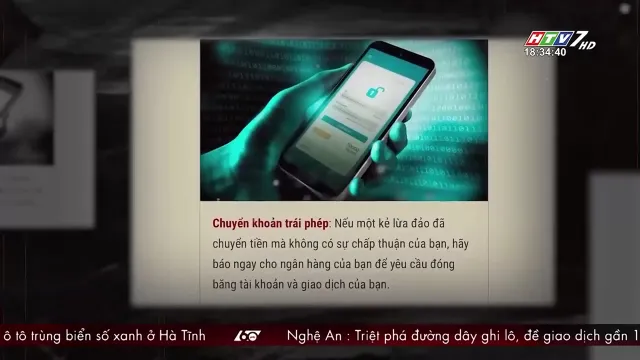 HTV7 HD
18:34:40
Chuyển khoản trái phép: Nếu một kẻ lừa đảo đã
chuyển tiền mà không có sự chấp thuận của bạn, hãy
báo ngay cho ngân hàng của bạn để yêu cầu đóng
băng tài khoản và giao dịch của bạn.
ô tô trùng biển số xanh ở Hà Tĩnh 60 Nghệ An : Triệt phá đường dây ghi lô, đề giao dịch gần 1